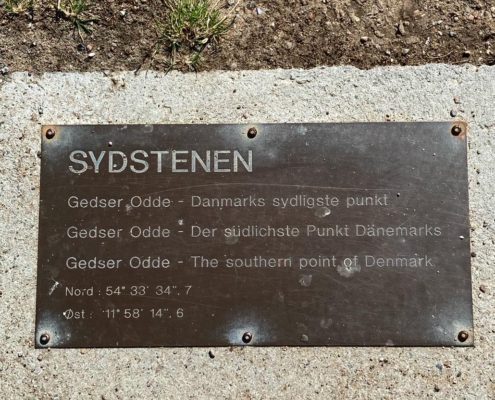 SYDSTENEN
Gedser Odde - Danmarks sydligste punkt
Gedser Odde - Der südlichste Punkt Dänemarks
Gedser Odde - The southern point of Denmark
Nord : 54° 33' 34", 7
Øst : 11° 58' 14", 6